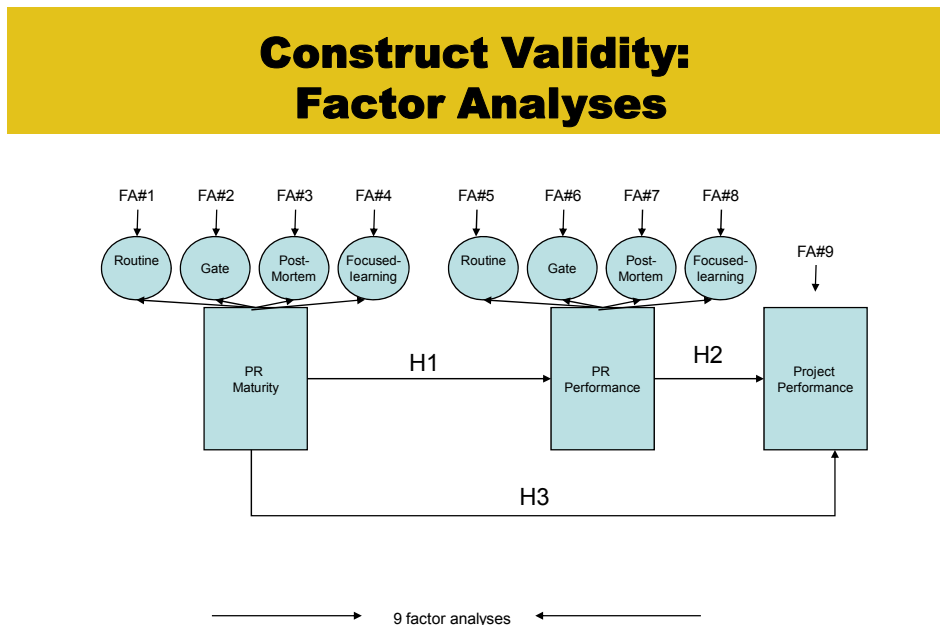 Construct Validity:
Factor Analyses
FA#1 FA#2 FA#3 FA#4 FA#5 FA#6 FA#7 FA#8
Routine
Gate
Post-
Mortem
Focused-
learning
Routine
Gate
Post-
Mortem
Focused-
learning
FA#9
PR
Maturity
H1
PR
Performance
H2
Project
Performance
H3
9 factor analyses